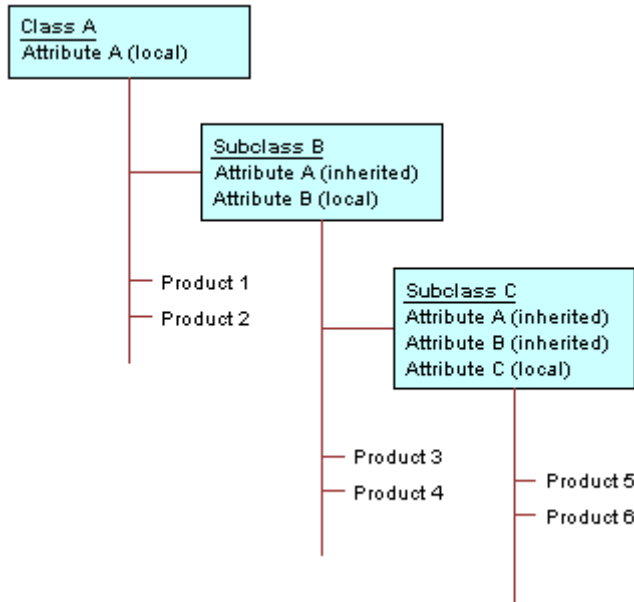 Class A
Attribute A (local)
Subclass B
Attribute A (inherited)
Attribute B (local)
Product 1
Product 2
Subclass C
Attribute A (inherited)
Attribute B (inherited)
Attribute C (local)
Product 3
Product 4
Product 5
Product 6